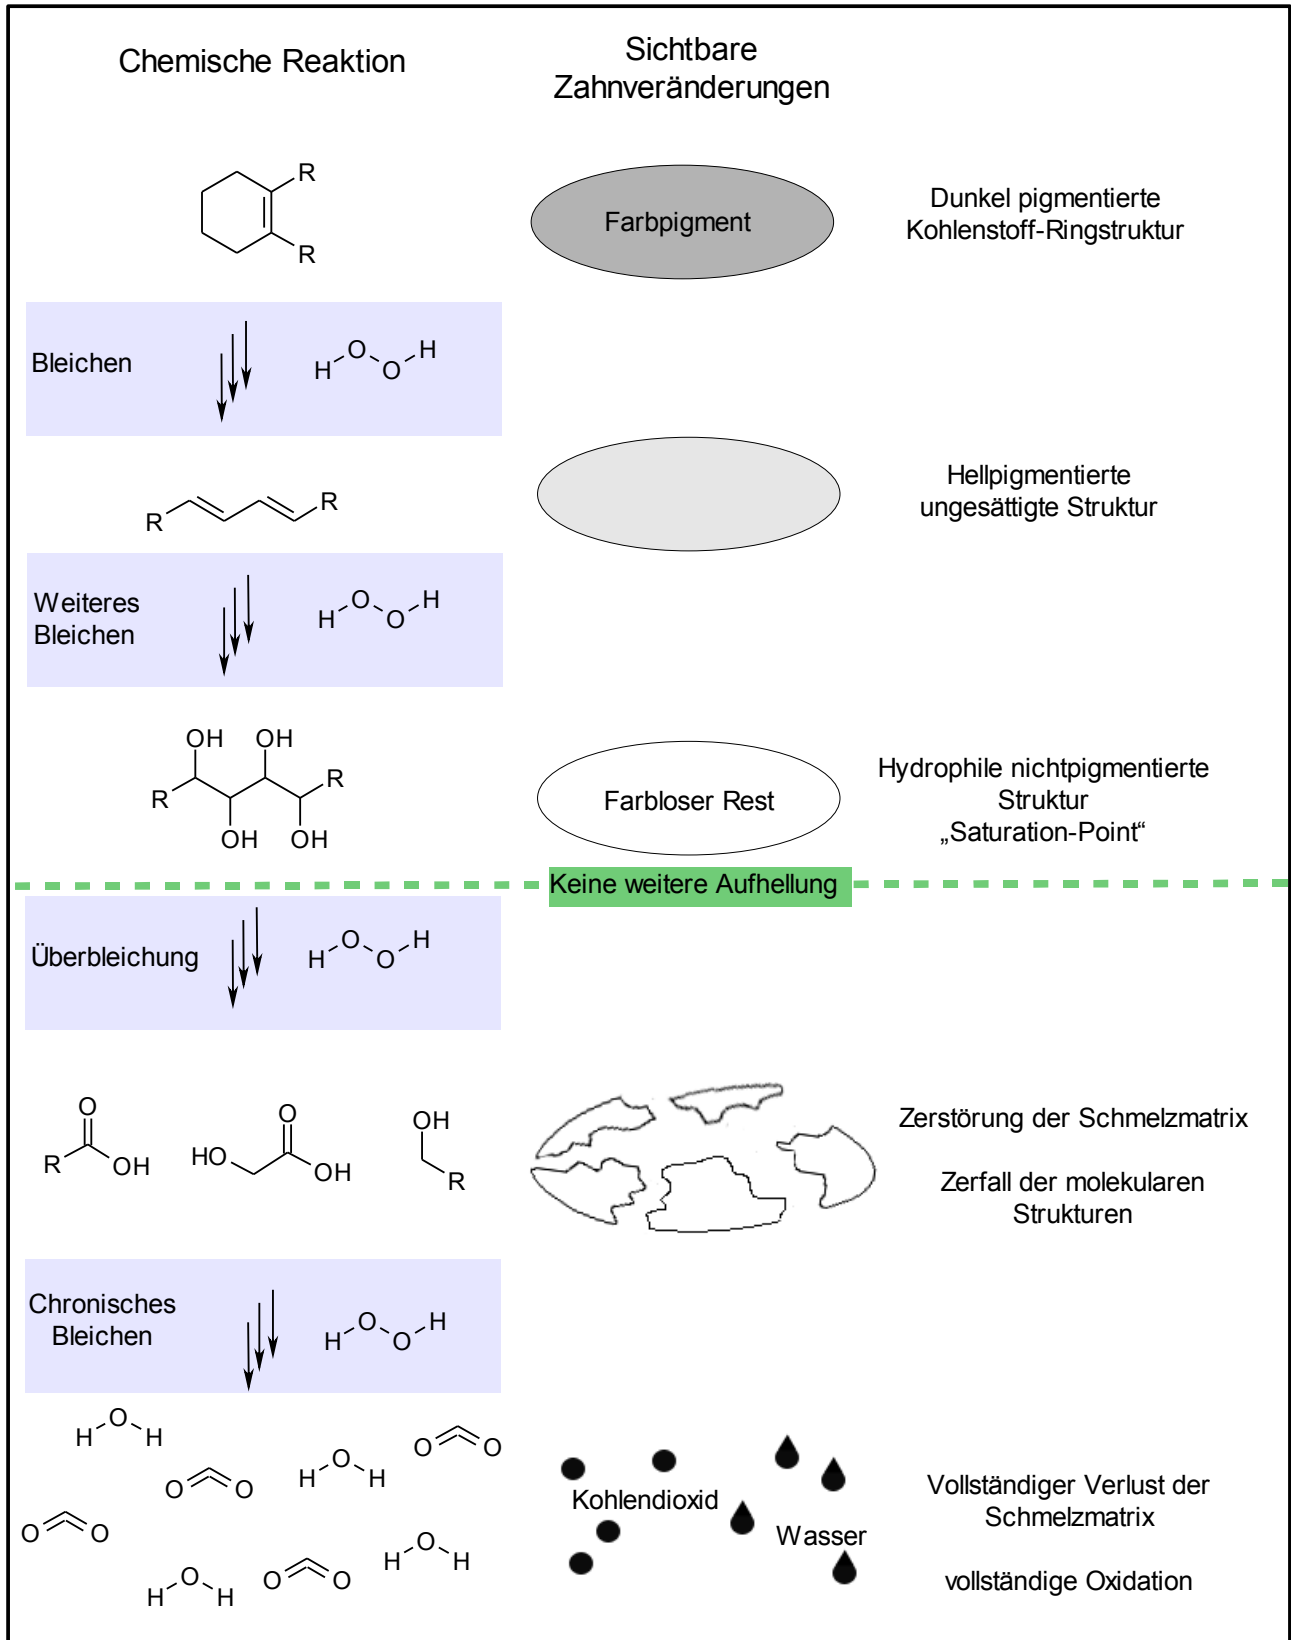 Chemische Reaktion
Sichtbare
Zahnveränderungen
R
R
Farbpigment
Dunkel pigmentierte
Kohlenstoff-Ringstruktur
Bleichen
H O O H
R R
Hellpigmentierte
ungesättigte Struktur
Weiteres
Bleichen
H O O H
OH OH
R R
OH OH
Farbloser Rest
Hydrophile nichtpigmentierte
Struktur
„Saturation-Point“
Keine weitere Aufhellung
Überbleichung
H O O H
O
R OH
O
HO OH
OH
R
Zerstörung der Schmelzmatrix
Zerfall der molekularen
Strukturen
Chronisches
Bleichen
H O O H
H O H
O O
O O
H O H
O O
H O H
O O
H O H
Kohlendioxid
Wasser
Vollständiger Verlust der
Schmelzmatrix
vollständige Oxidation